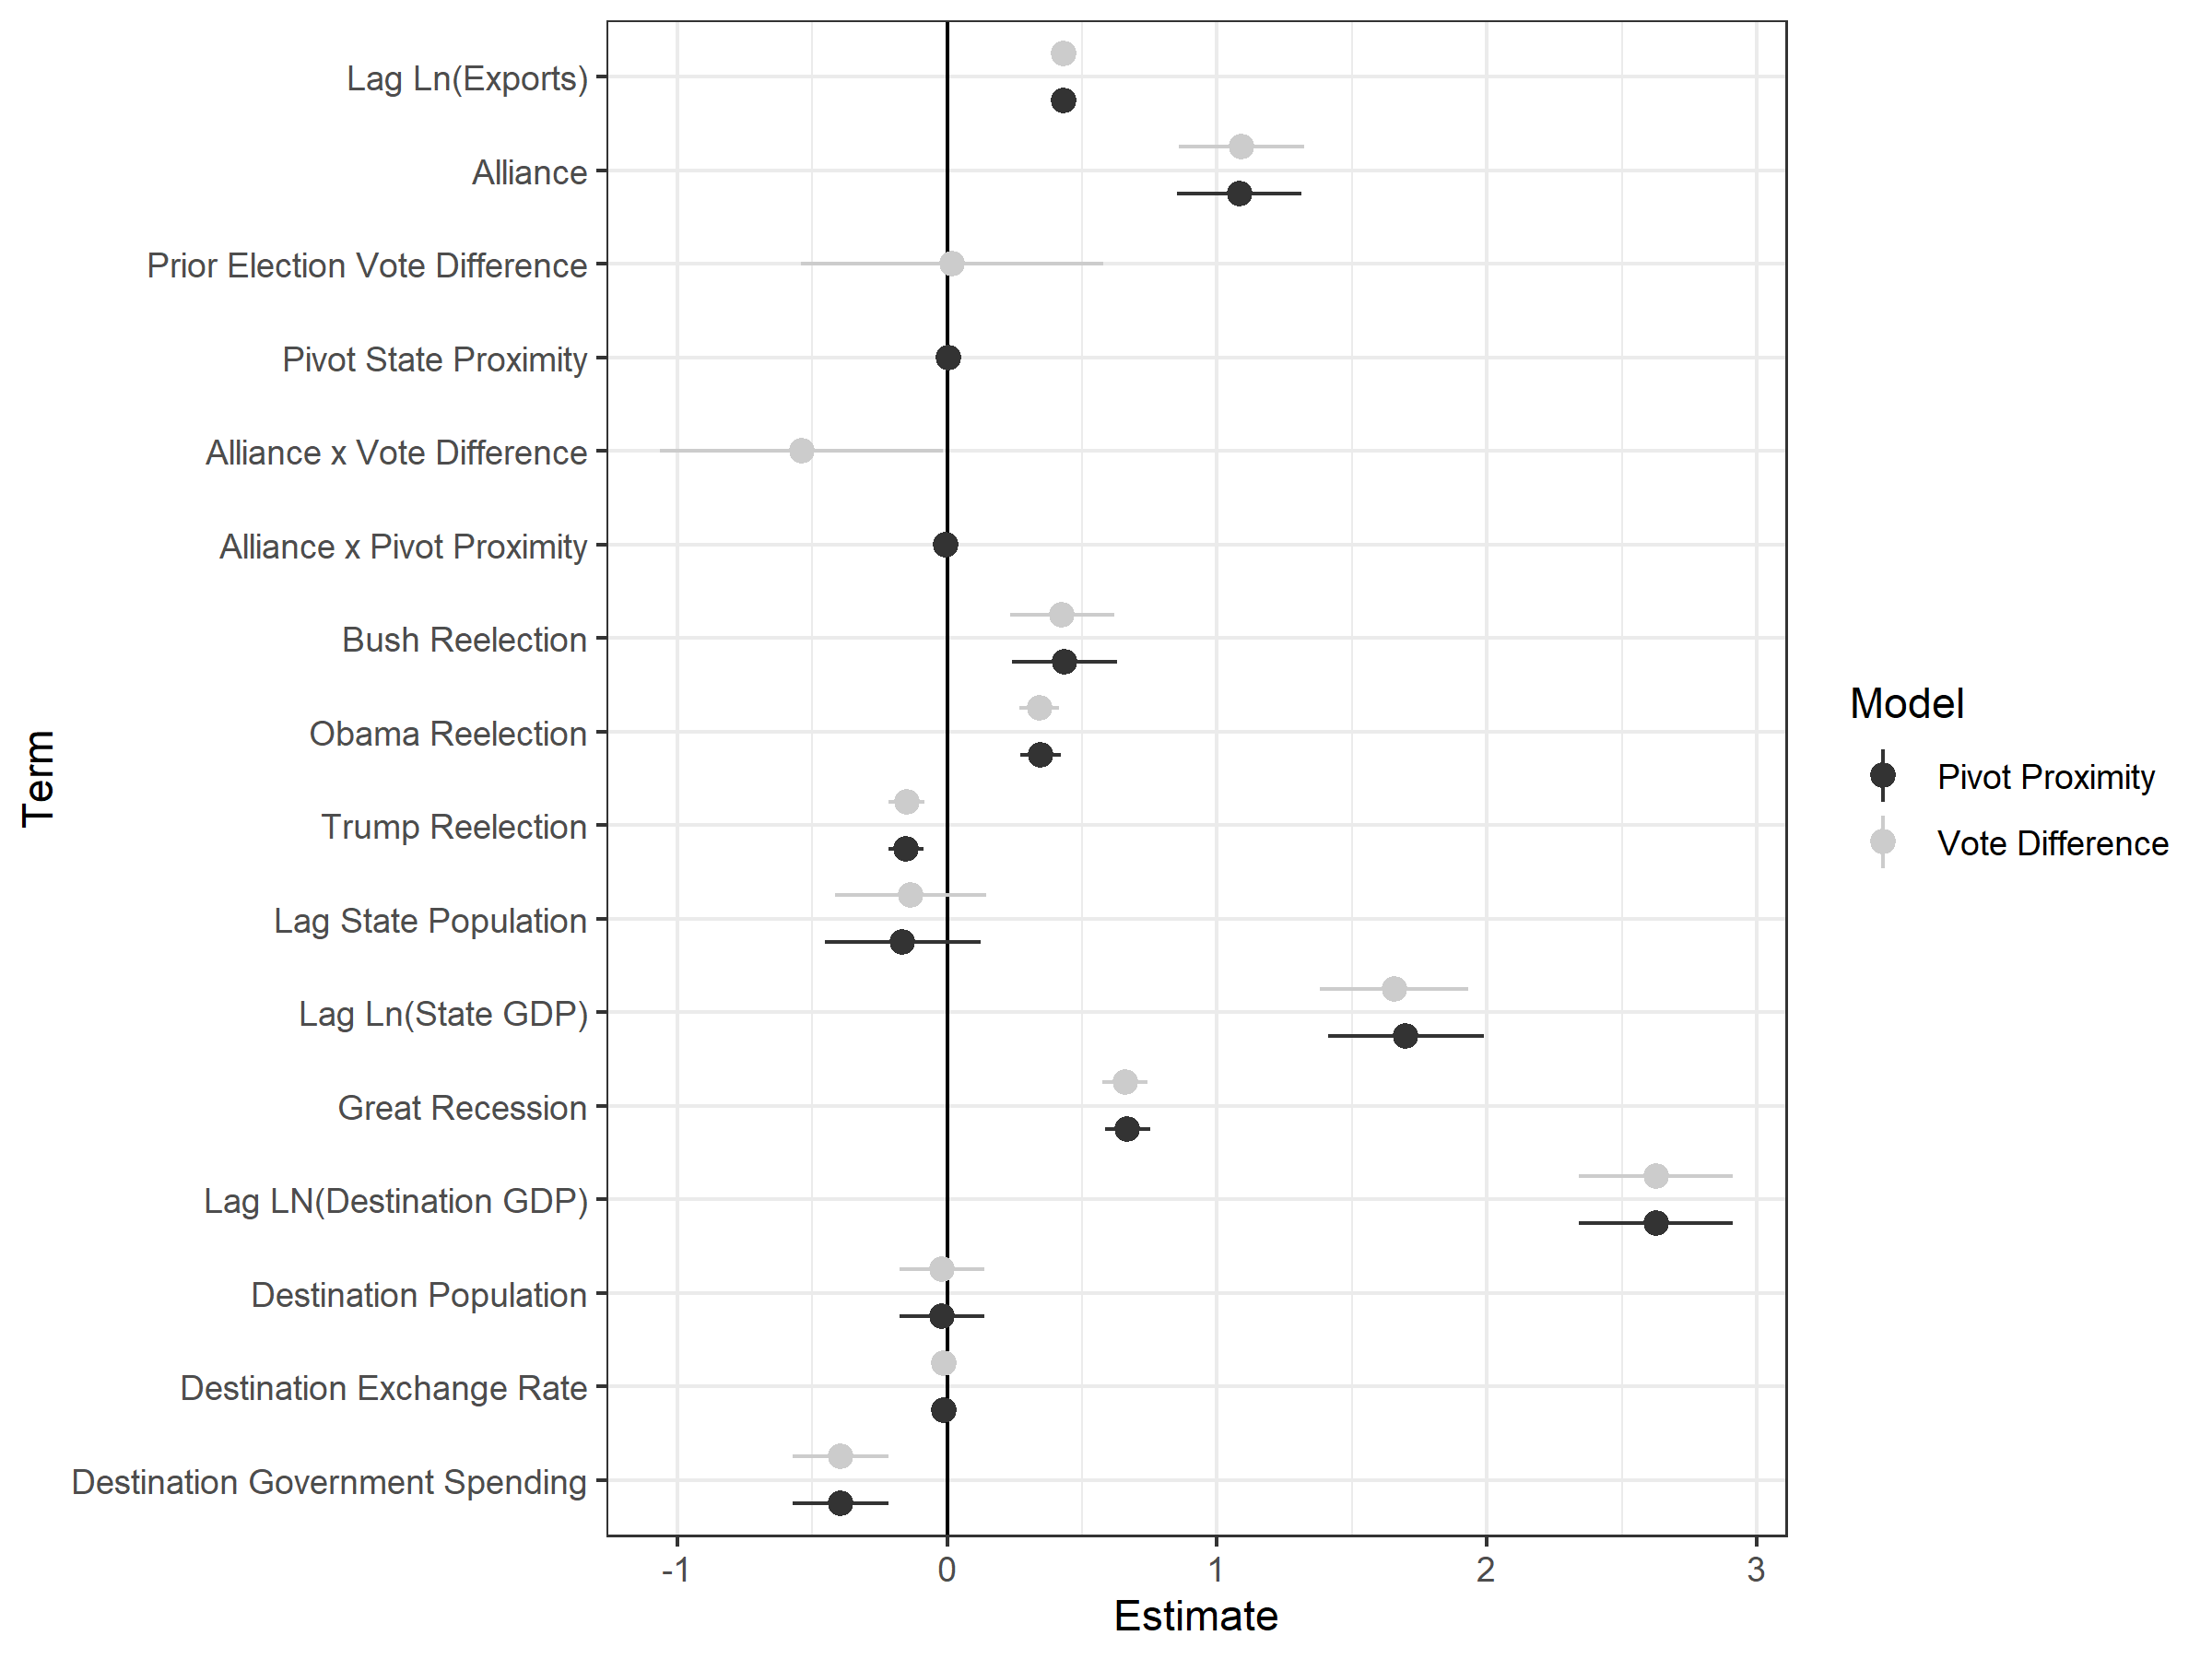 Term
Lag Ln(Exports)
Alliance
Prior Election Vote Difference
Pivot State Proximity
Alliance x Vote Difference
Alliance x Pivot Proximity
Bush Reelection
Obama Reelection
Trump Reelection
Lag State Population
Lag Ln(State GDP)
Great Recession
Lag LN(Destination GDP)
Destination Population
Destination Exchange Rate
Destination Government Spending
-1 0 1 2 3
Estimate
Model
Pivot Proximity
Vote Difference